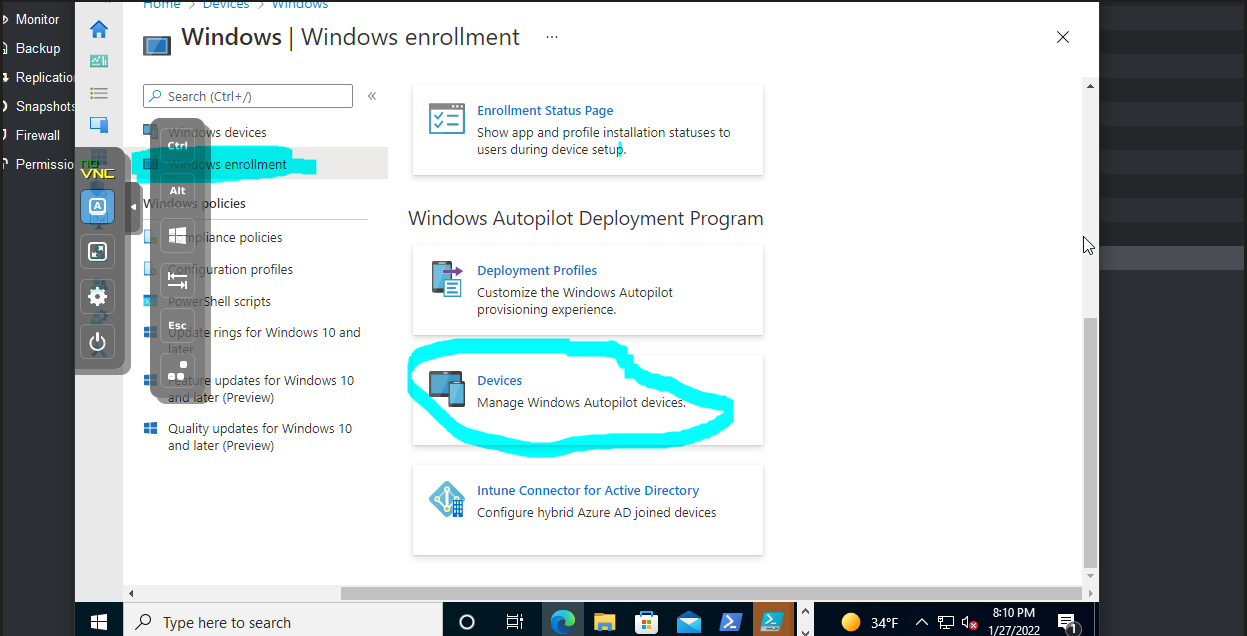 Monitor
Backup
Replication
Snapshots
Firewall
Permissio
Home > Devices > Windows
Windows | Windows enrollment ...
Search (Ctrl+/)
«
Windows devices
Windows enrollment
Windows policies
Compliance policies
Configuration profiles
PowerShell scripts
Update rings for Windows 10 and
later
Feature updates for Windows 10
and later (Preview)
Quality updates for Windows 10
and later (Preview)
no
VNC
A
Ctrl
Alt
Esc
Enrollment Status Page
Show app and profile installation statuses to
users during device setup.
Windows Autopilot Deployment Program
Deployment Profiles
Customize the Windows Autopilot
provisioning experience.
Devices
Manage Windows Autopilot devices.
Intune Connector for Active Directory
Configure hybrid Azure AD joined devices
Type here to search
34°F
8:10 PM
1/27/2022
1